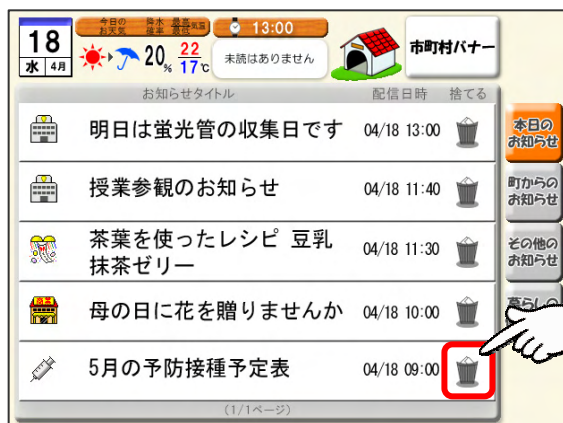 18
水 4月
今日の
お天気
降水
確率
最高
最低
気温
20%
22
17℃
13:00
未読はありません
市町村バナー
お知らせタイトル 配信日時 捨てる
明日は蛍光管の収集日です 04/18 13:00
授業参観のお知らせ 04/18 11:40
茶葉を使ったレシピ 豆乳
抹茶ゼリー 04/18 11:30
母の日に花を贈りませんか 04/18 10:00
5月の予防接種予定表 04/18 09:00
(1/1ページ)
本日の
お知らせ
町からの
お知らせ
その他の
お知らせ
暮らしの